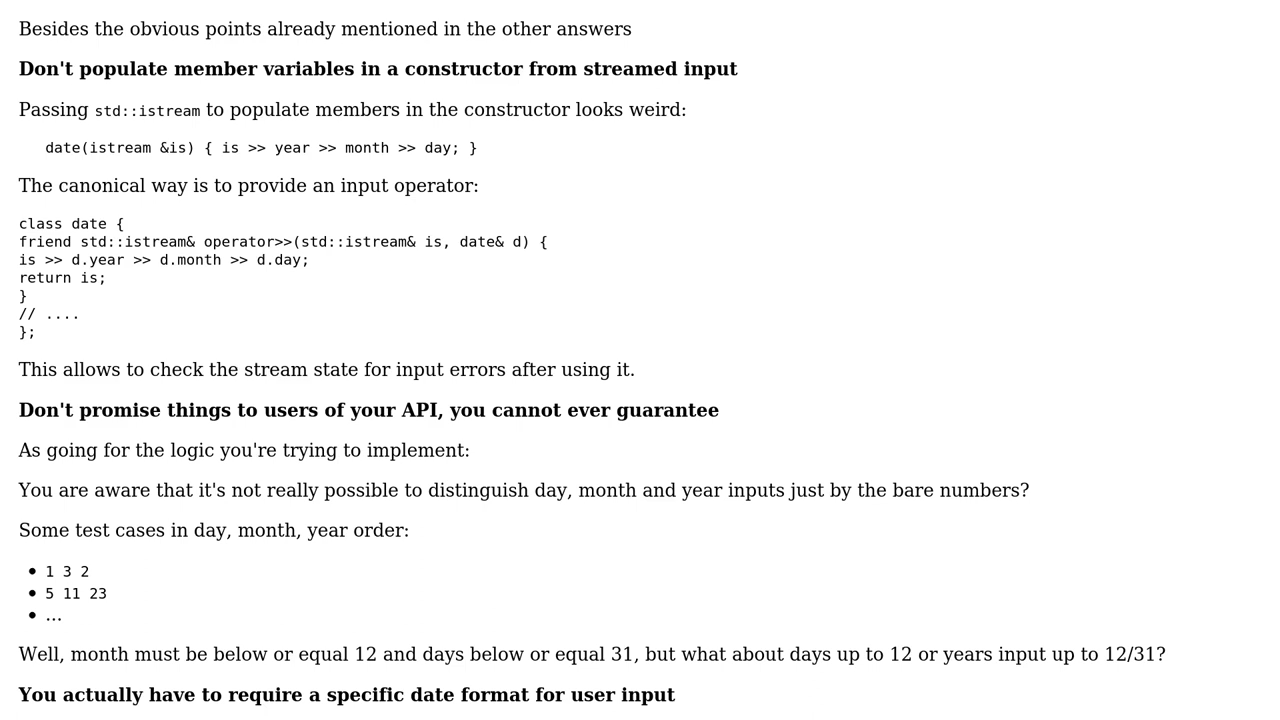 Besides the obvious points already mentioned in the other answers
Don't populate member variables in a constructor from streamed input
Passing std::istream to populate members in the constructor looks weird:
date(istream &is) { is >> year >> month >> day; }
The canonical way is to provide an input operator:
class date {
friend std::istream& operator>>(std::istream& is, date& d) {
is >> d.year >> d.month >> d.day;
return is;
}
// ....
};
This allows to check the stream state for input errors after using it.
Don't promise things to users of your API, you cannot ever guarantee
As going for the logic you're trying to implement:
You are aware that it's not really possible to distinguish day, month and year inputs just by the bare numbers?
Some test cases in day, month, year order:
• 1 3 2
• 5 11 23
• ...
Well, month must be below or equal 12 and days below or equal 31, but what about days up to 12 or years input up to 12/31?
You actually have to require a specific date format for user input